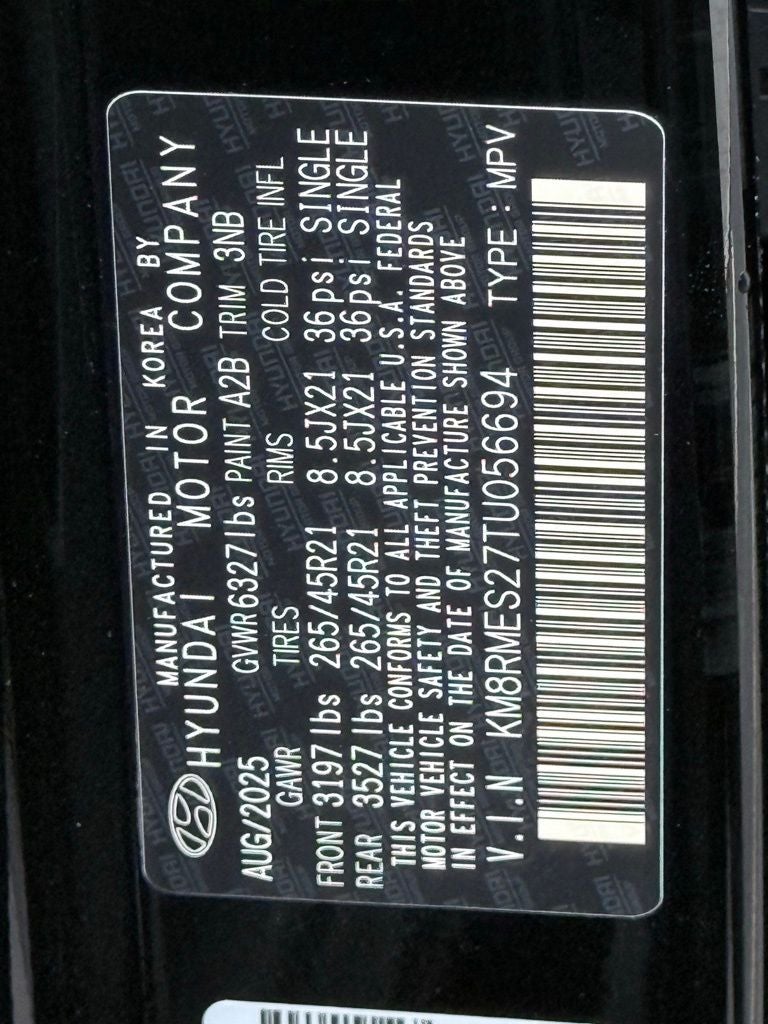 MANUFACTURED IN KOREA BY
HYUNDAI MOTOR COMPANY
AUG/2025 GVWR 6327lbs PAINT A2B TRIM 3NB
GAWR TIRES RIMS COLD TIRE INFL
FRONT 3197lbs 265/45R21 8.5JX21 36psi SINGLE
REAR 3527lbs 265/45R21 8.5JX21 36psi SINGLE
THIS VEHICLE CONFORMS TO ALL APPLICABLE U.S.A. FEDERAL
MOTOR VEHICLE SAFETY AND THEFT PREVENTION STANDARDS
IN EFFECT ON THE DATE OF MANUFACTURE SHOWN ABOVE
V.I.N KM8RMES27TU056694 TYPE : MPV